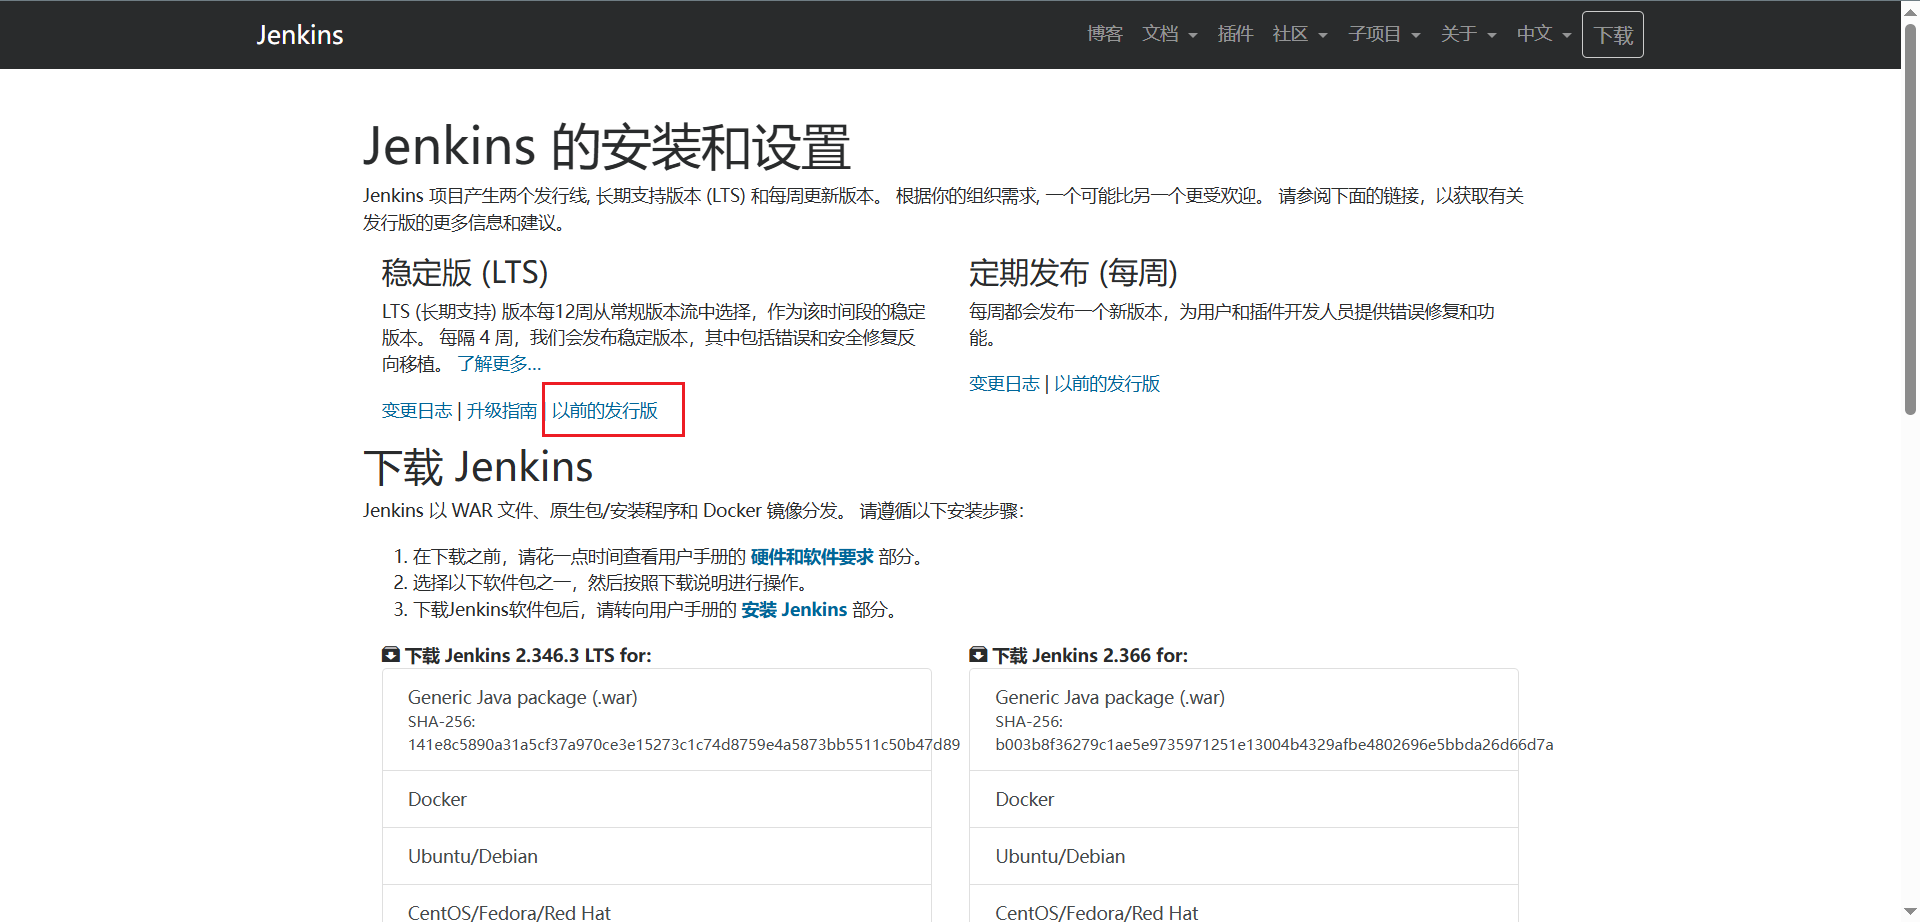 Jenkins
博客 文档 插件 社区 子项目 关于 中文 下载
Jenkins 的安装和设置
Jenkins 项目产生两个发行线, 长期支持版本 (LTS) 和每周更新版本。 根据你的组织需求, 一个可能比另一个更受欢迎。 请参阅下面的链接，以获取有关
发行版的更多信息和建议。
稳定版 (LTS)
LTS (长期支持) 版本每12周从常规版本流中选择，作为该时间段的稳定
版本。 每隔 4 周，我们会发布稳定版本，其中包括错误和安全修复反
向移植。 了解更多...
变更日志 | 升级指南 以前的发行版
定期发布 (每周)
每周都会发布一个新版本，为用户和插件开发人员提供错误修复和功
能。
变更日志 | 以前的发行版
下载 Jenkins
Jenkins 以 WAR 文件、原生包/安装程序和 Docker 镜像分发。 请遵循以下安装步骤：
1. 在下载之前，请花一点时间查看用户手册的 硬件和软件要求 部分。
2. 选择以下软件包之一，然后按照下载说明进行操作。
3. 下载Jenkins软件包后，请转向用户手册的 安装 Jenkins 部分。
下载 Jenkins 2.346.3 LTS for:
Generic Java package (.war)
SHA-256:
141e8c5890a31a5cf37a970ce3e15273c1c74d8759e4a5873bb5511c50b47d89
Docker
Ubuntu/Debian
CentOS/Fedora/Red Hat
下载 Jenkins 2.366 for:
Generic Java package (.war)
SHA-256:
b003b8f36279c1ae5e9735971251e13004b4329afbe4802696e5bbda26d66d7a
Docker
Ubuntu/Debian
CentOS/Fedora/Red Hat